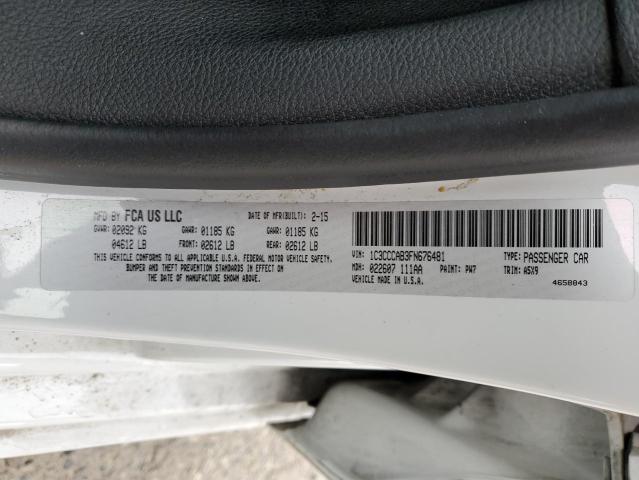 MFD BY FCA US LLC DATE OF MFR(BUILT): 2-15
GVWR: 02092 KG GAWR: 01185 KG GAWR: 01185 KG
04612 LB FRONT: 02612 LB REAR: 02612 LB
THIS VEHICLE CONFORMS TO ALL APPLICABLE U.S.A. FEDERAL MOTOR VEHICLE SAFETY,
BUMPER AND THEFT PREVENTION STANDARDS IN EFFECT ON
THE DATE OF MANUFACTURE SHOWN ABOVE.
VIN: 1C3CCCAB3FN676481 TYPE: PASSENGER CAR
MDH: 022607 111AA PAINT: PW7 TRIM: A5X9
VEHICLE MADE IN U.S.A. 4658843